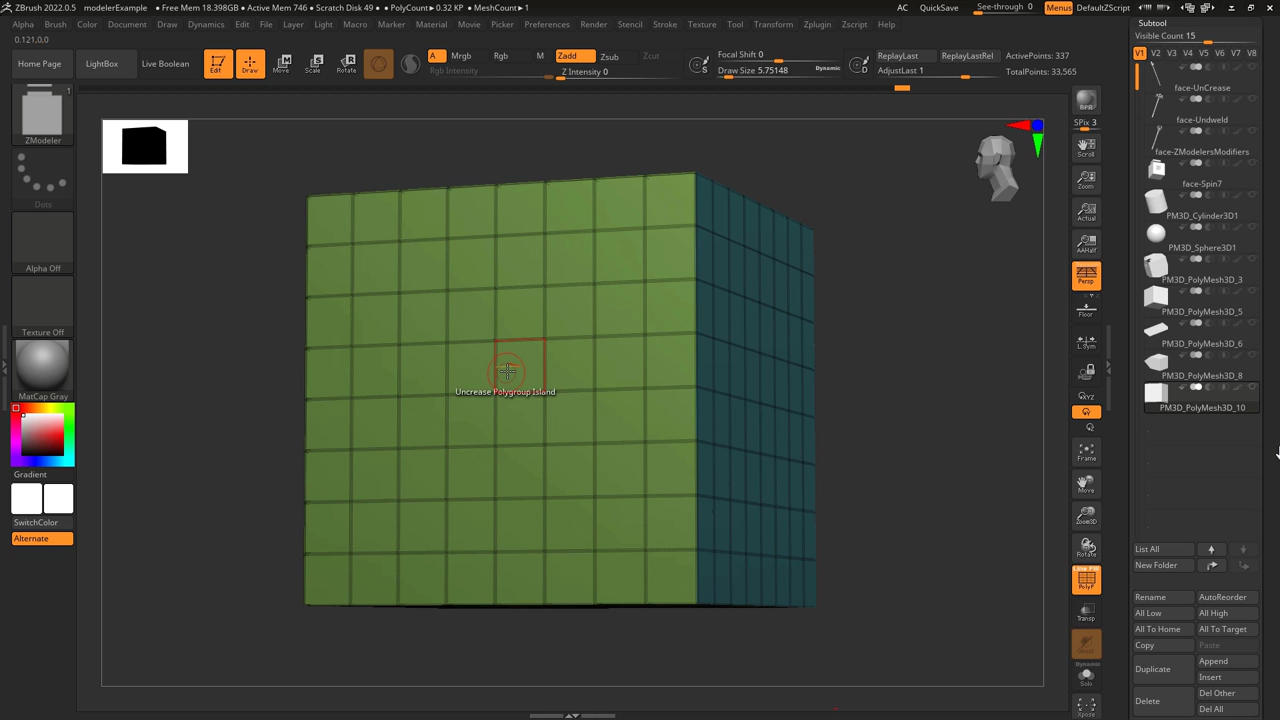 ZBrush 2022.0.5 modelerExample • Free Mem 18.398GB • Active Mem 746 • Scratch Disk 49 • PolyCount▸0.32 KP • MeshCount▸1 AC QuickSave See-through 0 Menus DefaultZScript
Alpha Brush Color Document Draw Dynamics Edit File Layer Light Macro Marker Material Movie Picker Preferences Render Stencil Stroke Texture Tool Transform Zplugin Zscript Help
0.121,0,0
Home Page
LightBox
Live Boolean
Edit
Draw
Move
Scale
Rotate
A
Mrgb
Rgb
M
Rgb Intensity
Zadd
Zsub
Zcut
Z Intensity 0
S
Focal Shift 0
Draw Size 5.75148
Dynamic
D
ReplayLast
ReplayLastRel
AdjustLast 1
ActivePoints: 337
TotalPoints: 33,565
1
ZModeler
Dots
Alpha Off
Texture Off
MatCap Gray
Gradient
SwitchColor
Alternate
Uncrease Polygroup Island
BPR
SPix 3
Scroll
Zoom
Actual
AAHalf
Persp
Floor
L.Sym
XYZ
Y
Z
Frame
Move
Zoom3D
Rotate
Line Fill
PolyF
Transp
Ghost
Dynamic
Solo
Xpose
Subtool
Visible Count 15
V1 V2 V3 V4 V5 V6 V7 V8
face-UnCrease
face-Undweld
face-ZModelersModifiers
face-Spin7
PM3D_Cylinder3D1
PM3D_Sphere3D1
PM3D_PolyMesh3D_3
PM3D_PolyMesh3D_5
PM3D_PolyMesh3D_6
PM3D_PolyMesh3D_8
PM3D_PolyMesh3D_10
List All
New Folder
Rename AutoReorder
All Low All High
All To Home All To Target
Copy Paste
Duplicate
Append
Insert
Delete
Del Other
Del All